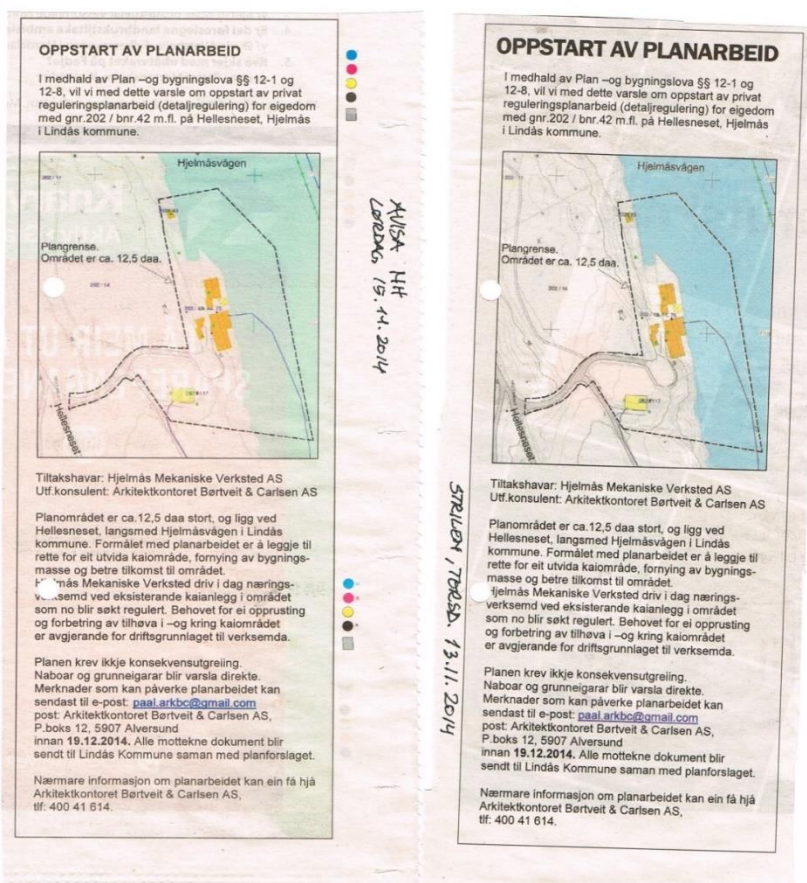 OPPSTART AV PLANARBEID
I medhald av Plan –og bygningslova §§ 12-1 og
12-8, vil vi med dette varsle om oppstart av privat
reguleringsplanarbeid (detaljregulering) for eigedom
med gnr.202 / bnr.42 m.fl. på Hellesneset, Hjelmås
i Lindås kommune.
Hjelmåsvågen
Plangrense.
Området er ca. 12,5 daa.
Hellesneset
Tiltakshavar: Hjelmås Mekaniske Verksted AS
Utf.konsulent: Arkitektkontoret Børtveit & Carlsen AS
Planområdet er ca.12,5 daa stort, og ligg ved
Hellesneset, langsmed Hjelmåsvågen i Lindås
kommune. Formålet med planarbeidet er å leggje til
rette for eit utvida kaiområde, fornying av bygnings-
masse og betre tilkomst til området.
Mekaniske Verksted driv i dag nærings-
ved eksisterande kaianlegg i området
som no blir søkt regulert. Behovet for ei opprusting
og forbetring av tilhøva i –og kring kaiområdet
er avgjerande for driftsgrunnlaget til verksemda.
Planen krev ikkje konsekvensutgreiing.
Naboar og grunneigarar blir varsla direkte.
Merknader som kan påverke planarbeidet kan
sendast til e-post: paal.arkbc@gmail.com
post: Arkitektkontoret Børtveit & Carlsen AS,
P.boks 12, 5907 Alversund
innan 19.12.2014. Alle mottekne dokument blir
sendt til Lindås Kommune saman med planforslaget.
Nærmare informasjon om planarbeidet kan ein få hjå
Arkitektkontoret Børtveit & Carlsen AS,
tlf: 400 41 614.
AVISA NH
LØRDAG 15.11.2014
OPPSTART AV PLANARBEID
I medhald av Plan –og bygningslova §§ 12-1 og
12-8, vil vi med dette varsle om oppstart av privat
reguleringsplanarbeid (detaljregulering) for eigedom
med gnr.202 / bnr.42 m.fl. på Hellesneset, Hjelmås
i Lindås kommune.
Hjelmåsvågen
Plangrense.
Området er ca. 12,5 daa.
Hellesneset
Tiltakshavar: Hjelmås Mekaniske Verksted AS
Utf.konsulent: Arkitektkontoret Børtveit & Carlsen AS
Planområdet er ca.12,5 daa stort, og ligg ved
Hellesneset, langsmed Hjelmåsvågen i Lindås
kommune. Formålet med planarbeidet er å leggje til
rette for eit utvida kaiområde, fornying av bygnings-
masse og betre tilkomst til området.
Hjelmås Mekaniske Verksted driv i dag nærings-
verksemd ved eksisterande kaianlegg i området
som no blir søkt regulert. Behovet for ei opprusting
og forbetring av tilhøva i –og kring kaiområdet
er avgjerande for driftsgrunnlaget til verksemda.
Planen krev ikkje konsekvensutgreiing.
Naboar og grunneigarar blir varsla direkte.
Merknader som kan påverke planarbeidet kan
sendast til e-post: paal.arkbc@gmail.com
post: Arkitektkontoret Børtveit & Carlsen AS,
P.boks 12, 5907 Alversund
innan 19.12.2014. Alle mottekne dokument blir
sendt til Lindås Kommune saman med planforslaget.
Nærmare informasjon om planarbeidet kan ein få hjå
Arkitektkontoret Børtveit & Carlsen AS,
tlf: 400 41 614.
STRILEN, TORSD. 13.11.2014